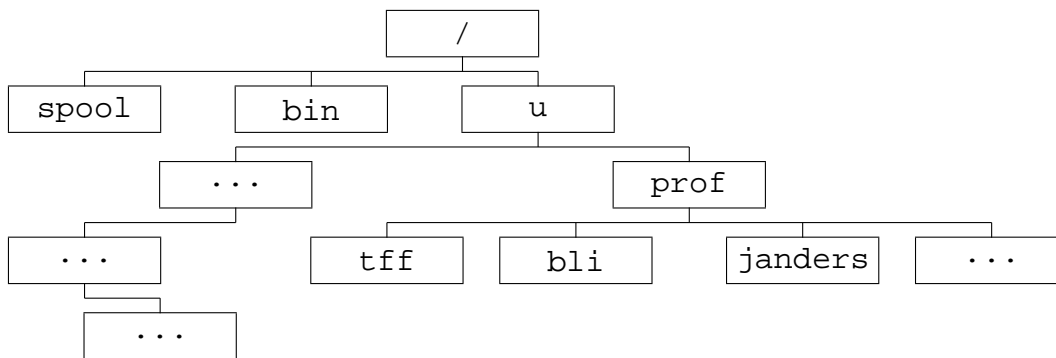 /
spool bin u
... prof
... tff bli janders ...
...